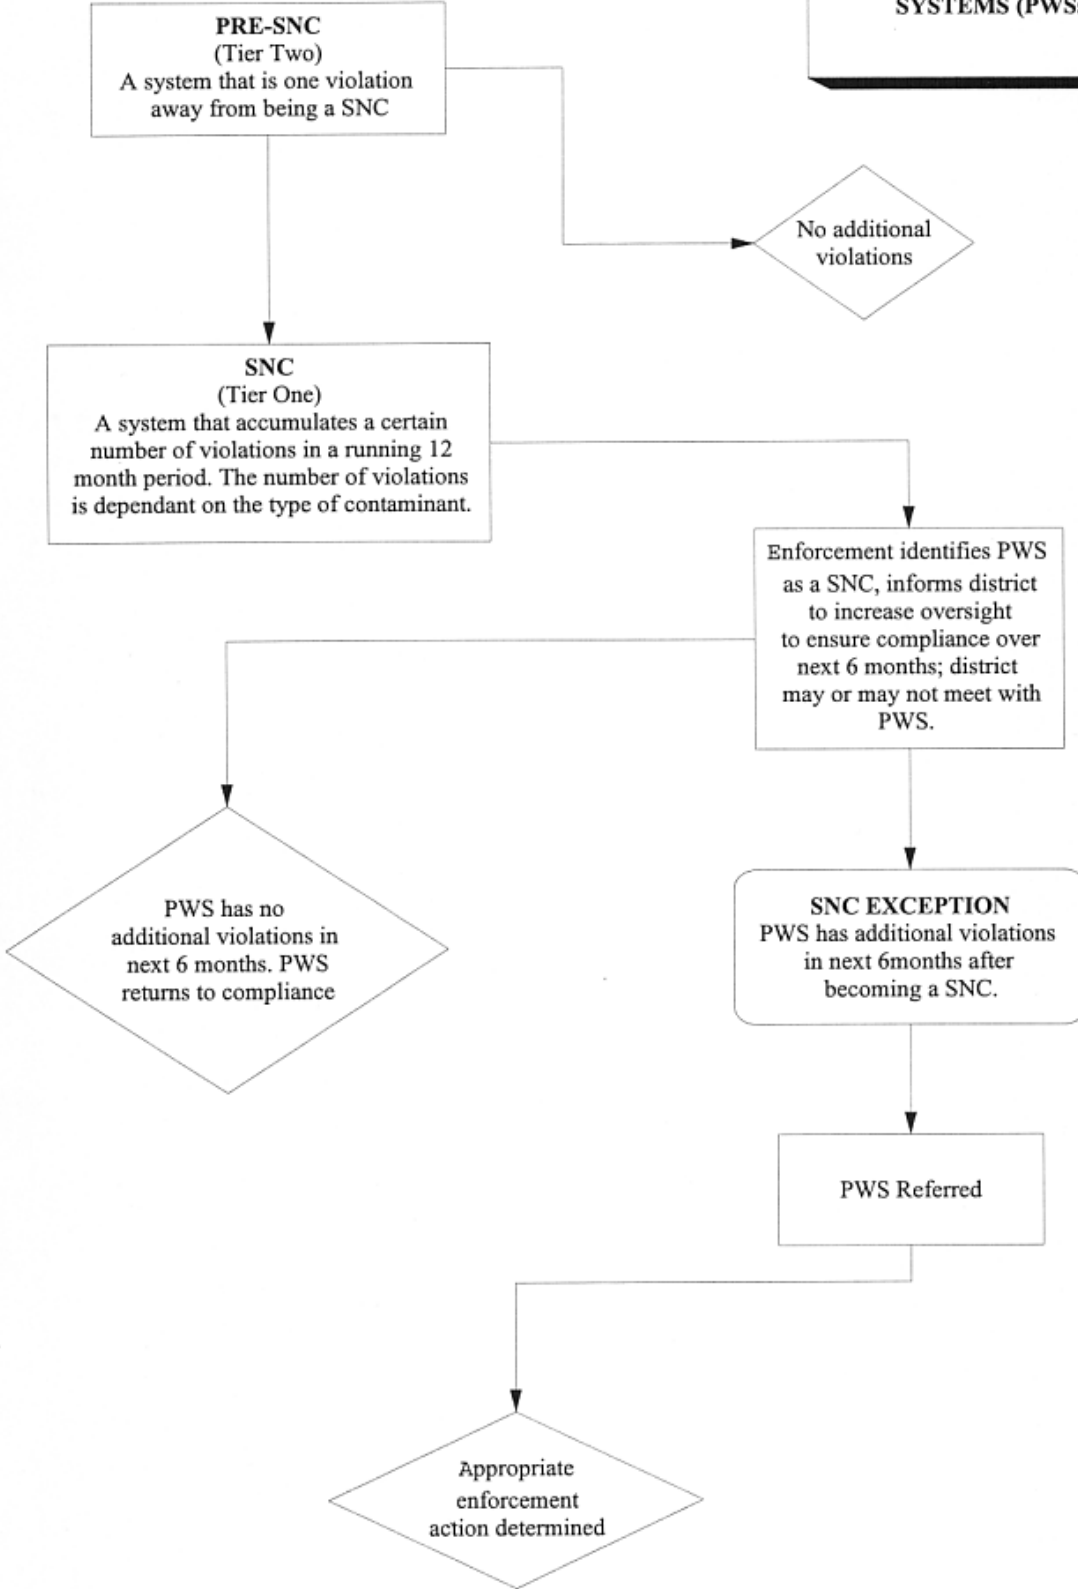 SYSTEMS (PWS
PRE-SNC
(Tier Two)
A system that is one violation
away from being a SNC
No additional
violations
SNC
(Tier One)
A system that accumulates a certain
number of violations in a running 12
month period. The number of violations
is dependant on the type of contaminant.
Enforcement identifies PWS
as a SNC, informs district
to increase oversight
to ensure compliance over
next 6 months; district
may or may not meet with
PWS.
PWS has no
additional violations in
next 6 months. PWS
returns to compliance
SNC EXCEPTION
PWS has additional violations
in next 6months after
becoming a SNC.
PWS Referred
Appropriate
enforcement
action determined